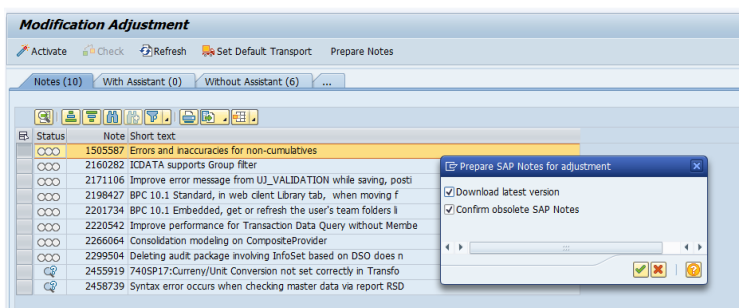 Modification Adjustment
Activate Check Refresh Set Default Transport Prepare Notes
Notes (10) With Assistant (0) Without Assistant (6) ...
Status Note Short text
1505587 Errors and inaccuracies for non-cumulatives
2160282 ICDATA supports Group filter
2171106 Improve error message from UJ_VALIDATION while saving, posti
2198427 BPC 10.1 Standard, in web cilent Library tab, when moving f
2201734 BPC 10.1 Embedded, get or refresh the user's team folders li
2220542 Improve performance for Transaction Data Query without Membe
2266064 Consolidation modeling on CompositeProvider
2299504 Deleting audit package involving InfoSet based on DSO does n
2455919 740SP17:Curreny/Unit Conversion not set correctly in Transfo
2458739 Syntax error occurs when checking master data via report RSD
Prepare SAP Notes for adjustment
Download latest version
Confirm obsolete SAP Notes